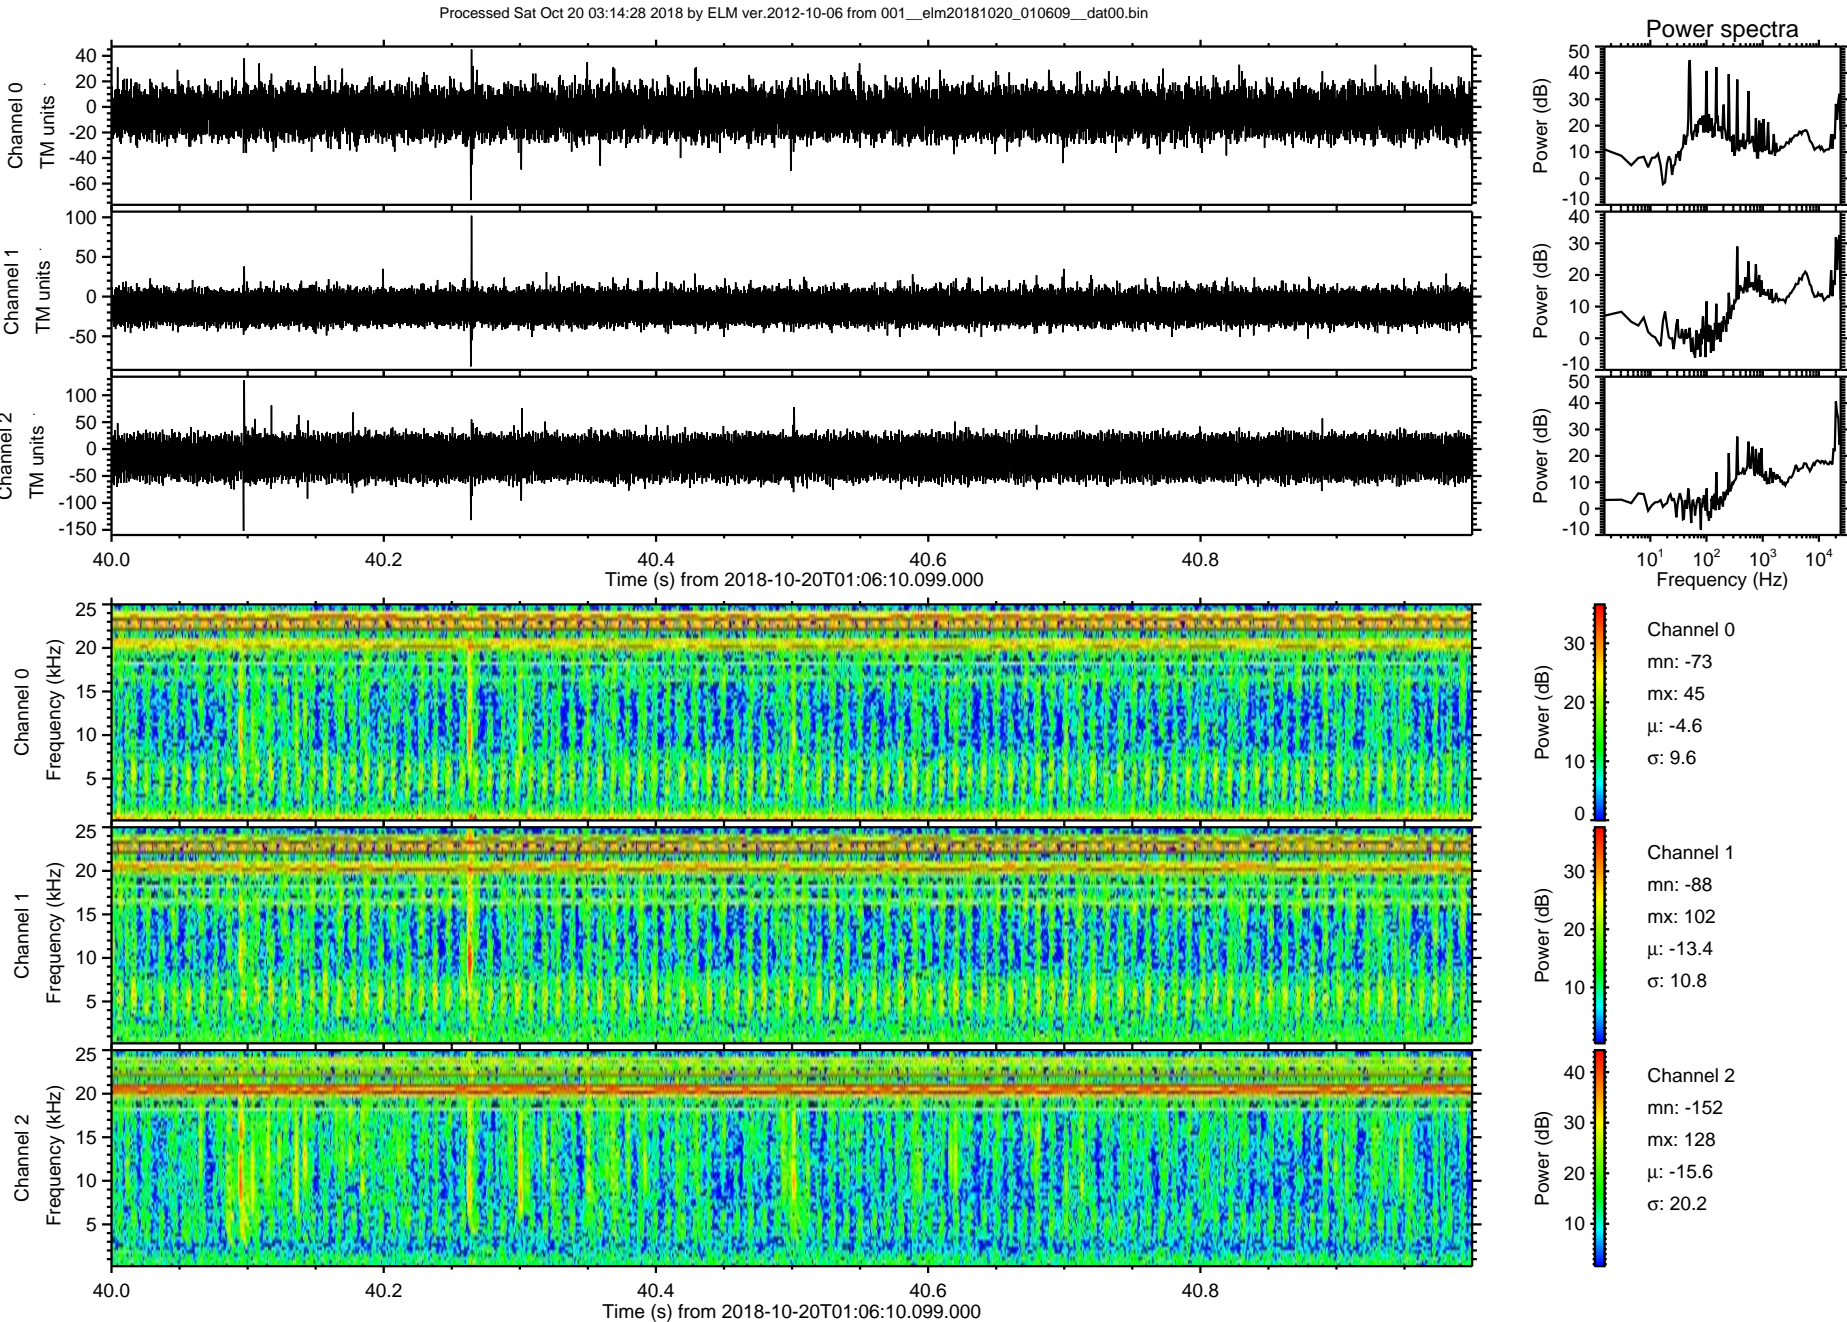 Processed Sat Oct 20 03:14:28 2018 by ELM ver.2012-10-06 from 001__elm20181020_010609__dat00.bin
Power spectra
Channel 0
TM units
40
20
0
-20
-40
-60
Power (dB)
50
40
30
20
10
0
-10
Channel 1
TM units
100
50
0
-50
Power (dB)
40
30
20
10
0
-10
Channel 2
TM units
100
50
0
-50
-100
-150
Power (dB)
50
40
30
20
10
0
-10
40.0 40.2 40.4 40.6 40.8
Time (s) from 2018-10-20T01:06:10.099.000
10^1 10^2 10^3 10^4
Frequency (Hz)
Channel 0
Frequency (kHz)
25
20
15
10
5
Power (dB)
30
20
10
0
Channel 0
mn: -73
mx: 45
μ: -4.6
σ: 9.6
Channel 1
Frequency (kHz)
25
20
15
10
5
Power (dB)
30
20
10
Channel 1
mn: -88
mx: 102
μ: -13.4
σ: 10.8
Channel 2
Frequency (kHz)
25
20
15
10
5
Power (dB)
40
30
20
10
Channel 2
mn: -152
mx: 128
μ: -15.6
σ: 20.2
40.0 40.2 40.4 40.6 40.8
Time (s) from 2018-10-20T01:06:10.099.000